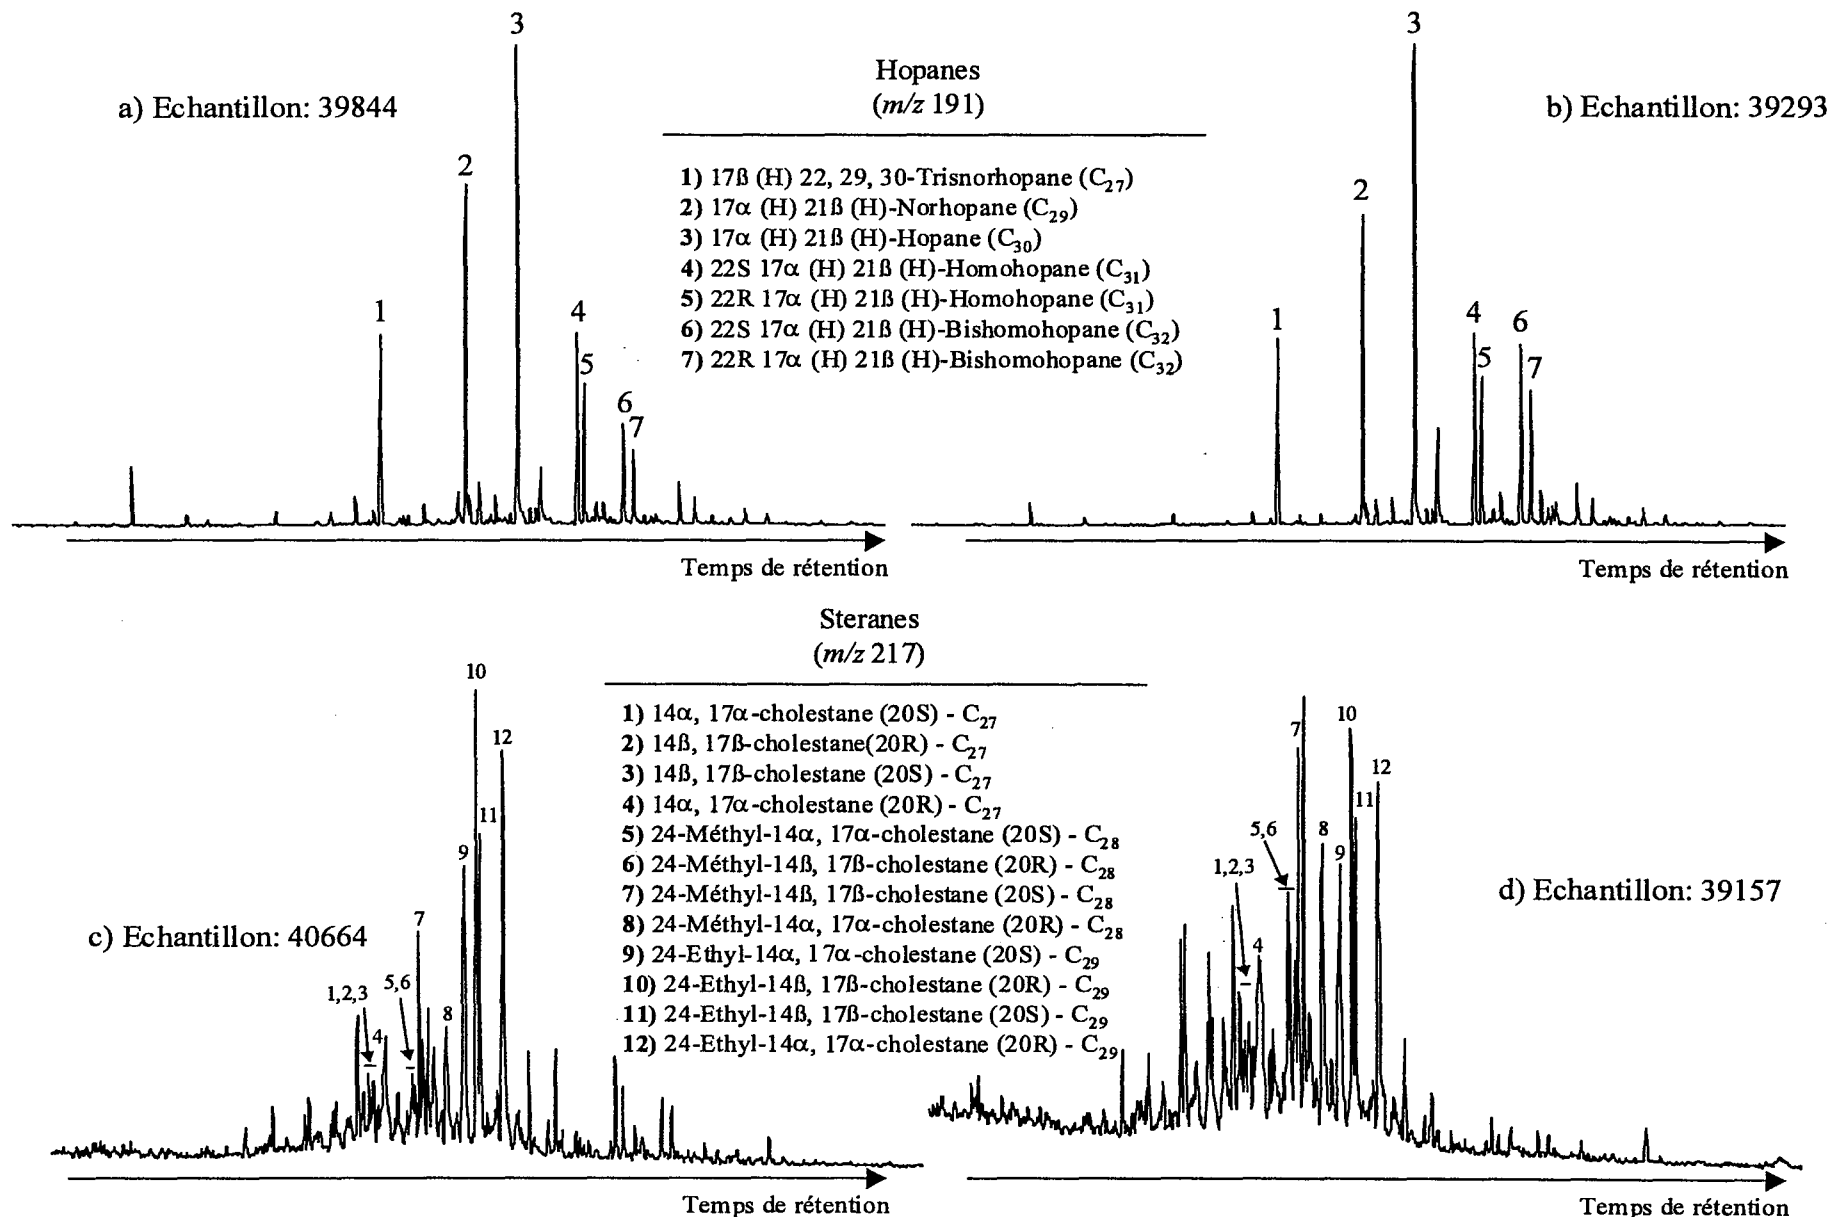 3
3
Hopanes
(m/z 191)
a) Echantillon: 39844
b) Echantillon: 39293
2
2
1) 17ß (H) 22, 29, 30-Trisnorhopane (C27)
2) 17α (H) 21ß (H)-Norhopane (C29)
3) 17α (H) 21ß (H)-Hopane (C30)
4) 22S 17α (H) 21ß (H)-Homohopane (C31)
5) 22R 17α (H) 21ß (H)-Homohopane (C31)
6) 22S 17α (H) 21ß (H)-Bishomohopane (C32)
7) 22R 17α (H) 21ß (H)-Bishomohopane (C32)
1
4
5
6
7
1
4
5
6
7
Temps de rétention
Temps de rétention
Steranes
(m/z 217)
1) 14α, 17α-cholestane (20S) - C27
2) 14ß, 17ß-cholestane(20R) - C27
3) 14ß, 17ß-cholestane (20S) - C27
4) 14α, 17α-cholestane (20R) - C27
5) 24-Méthyl-14α, 17α-cholestane (20S) - C28
6) 24-Méthyl-14ß, 17ß-cholestane (20R) - C28
7) 24-Méthyl-14ß, 17ß-cholestane (20S) - C28
8) 24-Méthyl-14α, 17α-cholestane (20R) - C28
9) 24-Ethyl-14α, 17α-cholestane (20S) - C29
10) 24-Ethyl-14ß, 17ß-cholestane (20R) - C29
11) 24-Ethyl-14ß, 17ß-cholestane (20S) - C29
12) 24-Ethyl-14α, 17α-cholestane (20R) - C29
c) Echantillon: 40664
10
12
11
9
7
5,6
1,2,3
4
8
d) Echantillon: 39157
10
7
12
11
5,6
8
9
1,2,3
4
Temps de rétention
Temps de rétention